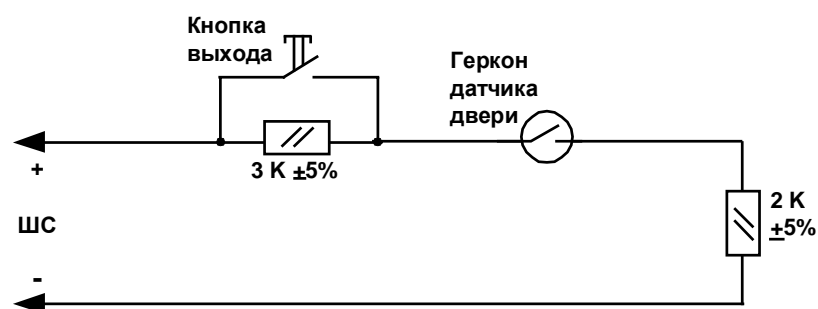 Кнопка
выхода
Геркон
датчика
двери
+
3 K ±5%
2 K
±5%
ШС
-